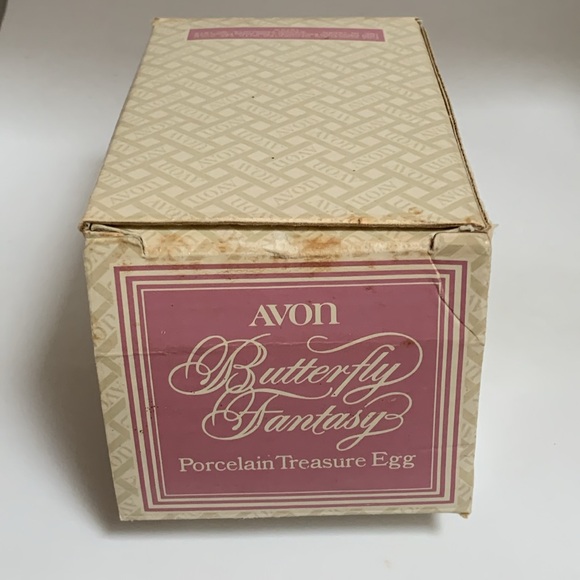 AVON
Butterfly
Fantasy
Porcelain Treasure Egg